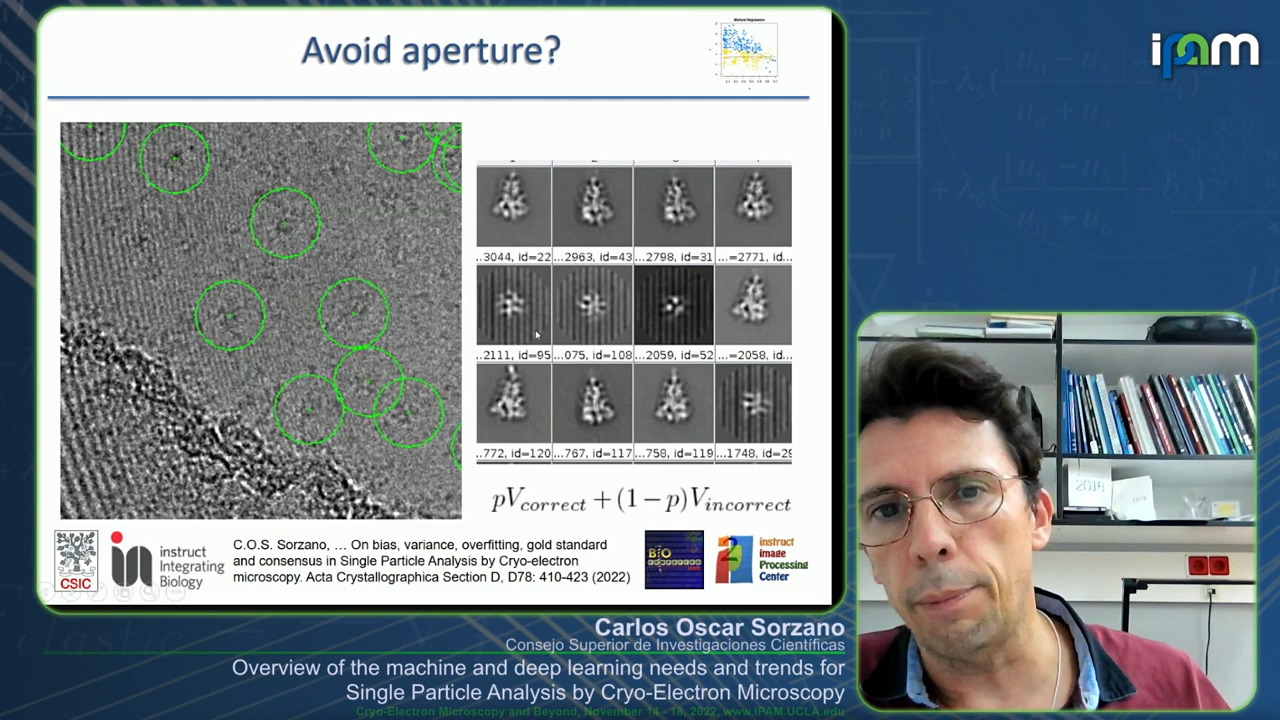 Avoid aperture?
Mixture Regression
ipam
...3044, id=22 ...2963, id=43 ...2798, id=31 ...=2771, id...
...2111, id=95 ...075, id=108 ...2059, id=52 ...=2058, id...
...772, id=120 ...767, id=117 ...758, id=119 ...1748, id=29
pVcorrect + (1 − p)Vincorrect
CSIC
instruct
Integrating
Biology
C.O.S. Sorzano, … On bias, variance, overfitting, gold standard
and consensus in Single Particle Analysis by Cryo-electron
microscopy. Acta Crystallographica Section D, D78: 410-423 (2022)
instruct
image
Processing
Center
2018
Carlos Oscar Sorzano
Consejo Superior de Investigaciones Científicas
Overview of the machine and deep learning needs and trends for
Single Particle Analysis by Cryo-Electron Microscopy
Cryo-Electron Microscopy and Beyond, November 14 - 18, 2022, www.IPAM.UCLA.edu